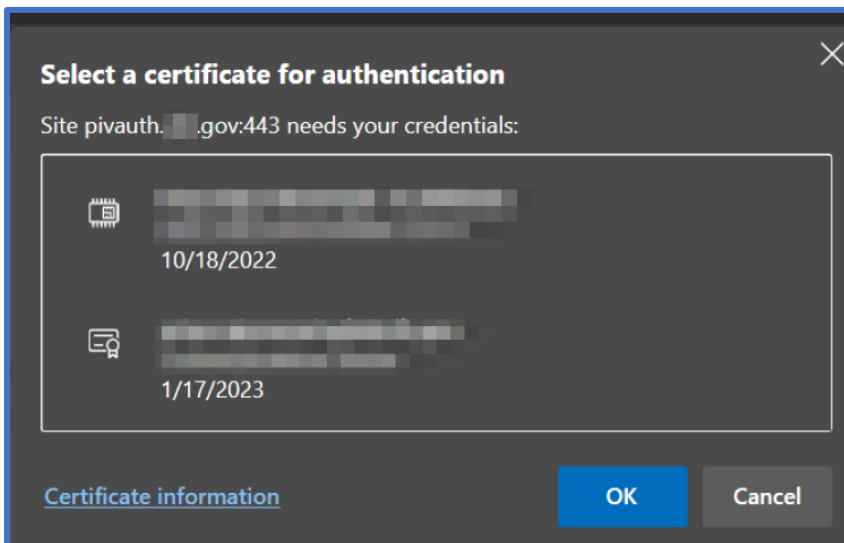 Select a certificate for authentication
Site pivauth. .gov:443 needs your credentials:
10/18/2022
1/17/2023
Certificate information
OK
Cancel